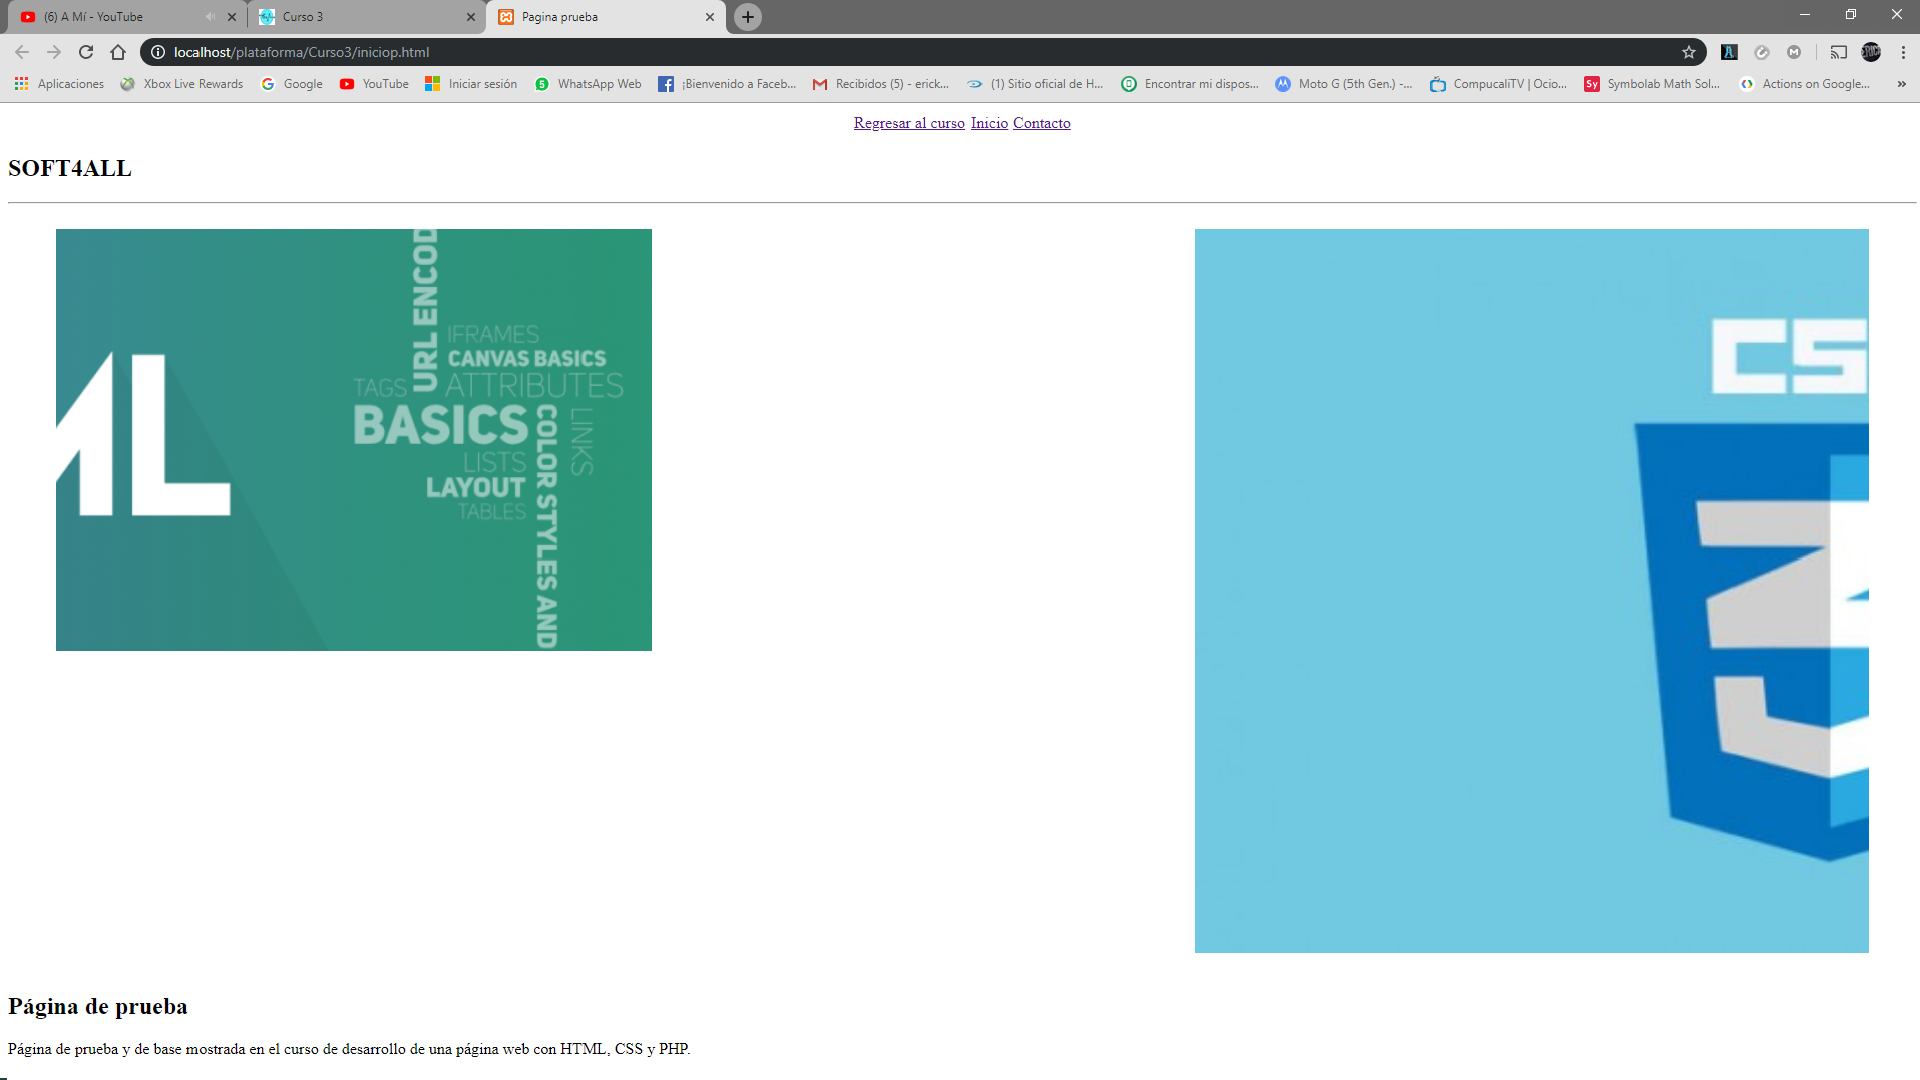 (6) A Mí - YouTube
Curso 3
Pagina prueba
localhost/plataforma/Curso3/iniciop.html
Aplicaciones
Xbox Live Rewards
Google
YouTube
Iniciar sesión
WhatsApp Web
¡Bienvenido a Faceb...
Recibidos (5) - erick...
(1) Sitio oficial de H...
Encontrar mi dispos...
Moto G (5th Gen.) -...
CompucaliTV | Ocio...
Sy
Symbolab Math Sol...
Actions on Google...
»
Regresar al curso Inicio Contacto
SOFT4ALL
ML
URL ENCOD
IFRAMES
CANVAS BASICS
TAGS
ATTRIBUTES
BASICS
COLOR STYLES AND
LINKS
LISTS
LAYOUT
TABLES
CS
Página de prueba
Página de prueba y de base mostrada en el curso de desarrollo de una página web con HTML, CSS y PHP.